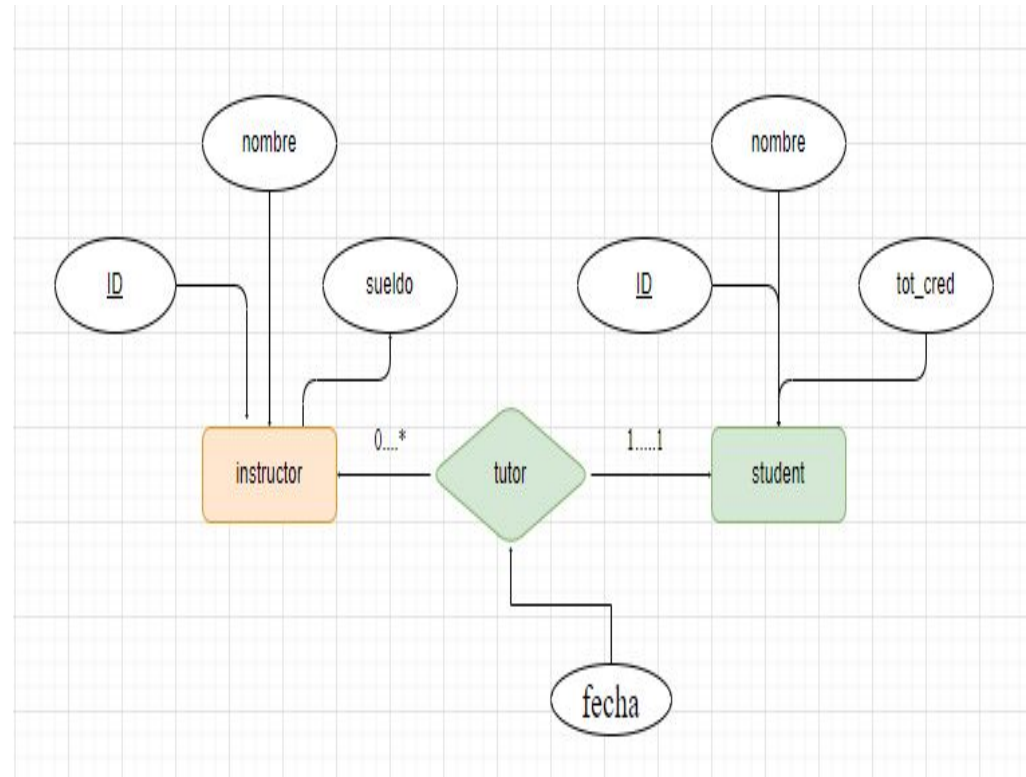 nombre
nombre
ID
sueldo
ID
tot_cred
0....*
1.....1
instructor
tutor
student
fecha